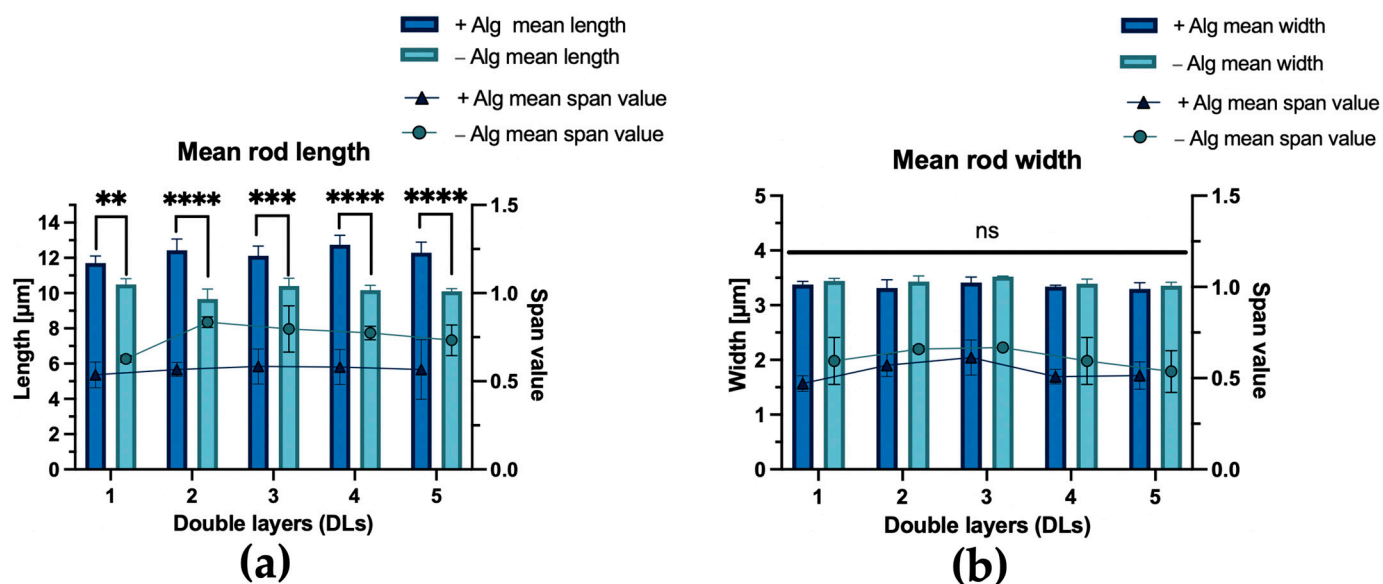 + Alg mean length
– Alg mean length
+ Alg mean span value
– Alg mean span value
Mean rod length
** **** *** **** ****
14
12
10
8
6
4
2
0
Length [µm]
1.5
1.0
0.5
0.0
Span value
1 2 3 4 5
Double layers (DLs)
(a)
+ Alg mean width
– Alg mean width
+ Alg mean span value
– Alg mean span value
Mean rod width
ns
5
4
3
2
1
0
Width [µm]
1.5
1.0
0.5
0.0
Span value
1 2 3 4 5
Double layers (DLs)
(b)